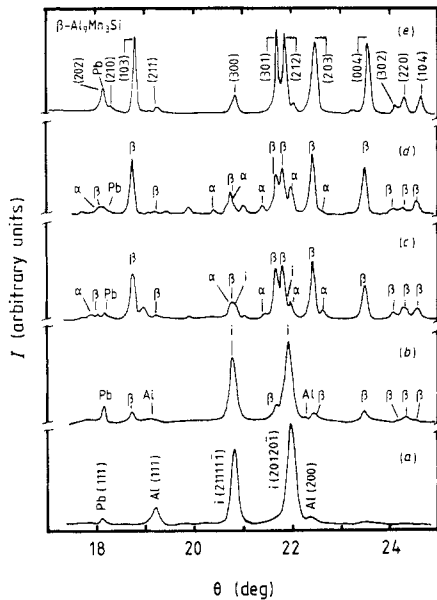 β-Al₉Mn₃Si
(e)
(202)
Pb
(210)
(103)
(211)
(300)
(301)
(212)
(203)
(004)
(302)
(220)
(104)
(d)
α
β
Pb
β
β
α
β
α
α
β
β
α
β
α
β
β
β
β
(c)
α
β
Pb
β
β
α
β
i
α
β
β
i
α
β
α
β
β
β
β
(b)
Pb
β
Al
i
β
i
Al
β
β
β
β
β
(a)
Pb (111)
Al (111)
i (211111)
i (201201)
Al (200)
I (arbitrary units)
18 20 22 24
θ (deg)